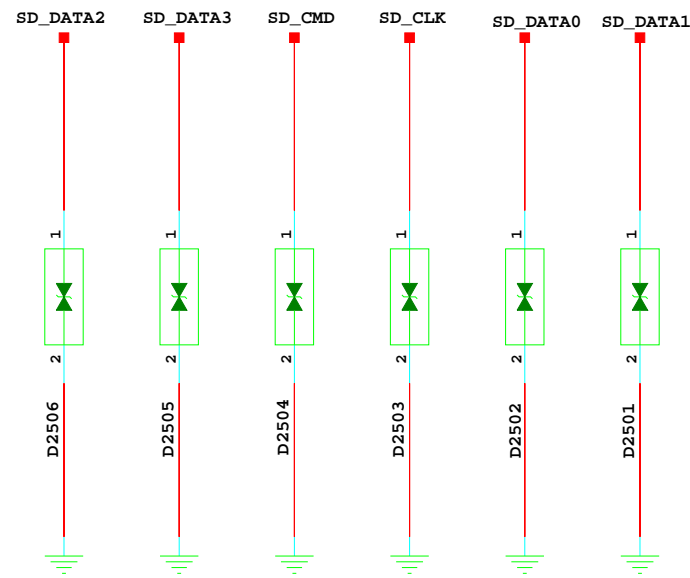 SD_DATA2 SD_DATA3 SD_CMD SD_CLK SD_DATA0 SD_DATA1
1 1 1 1 1 1
2 2 2 2 2 2
D2506 D2505 D2504 D2503 D2502 D2501